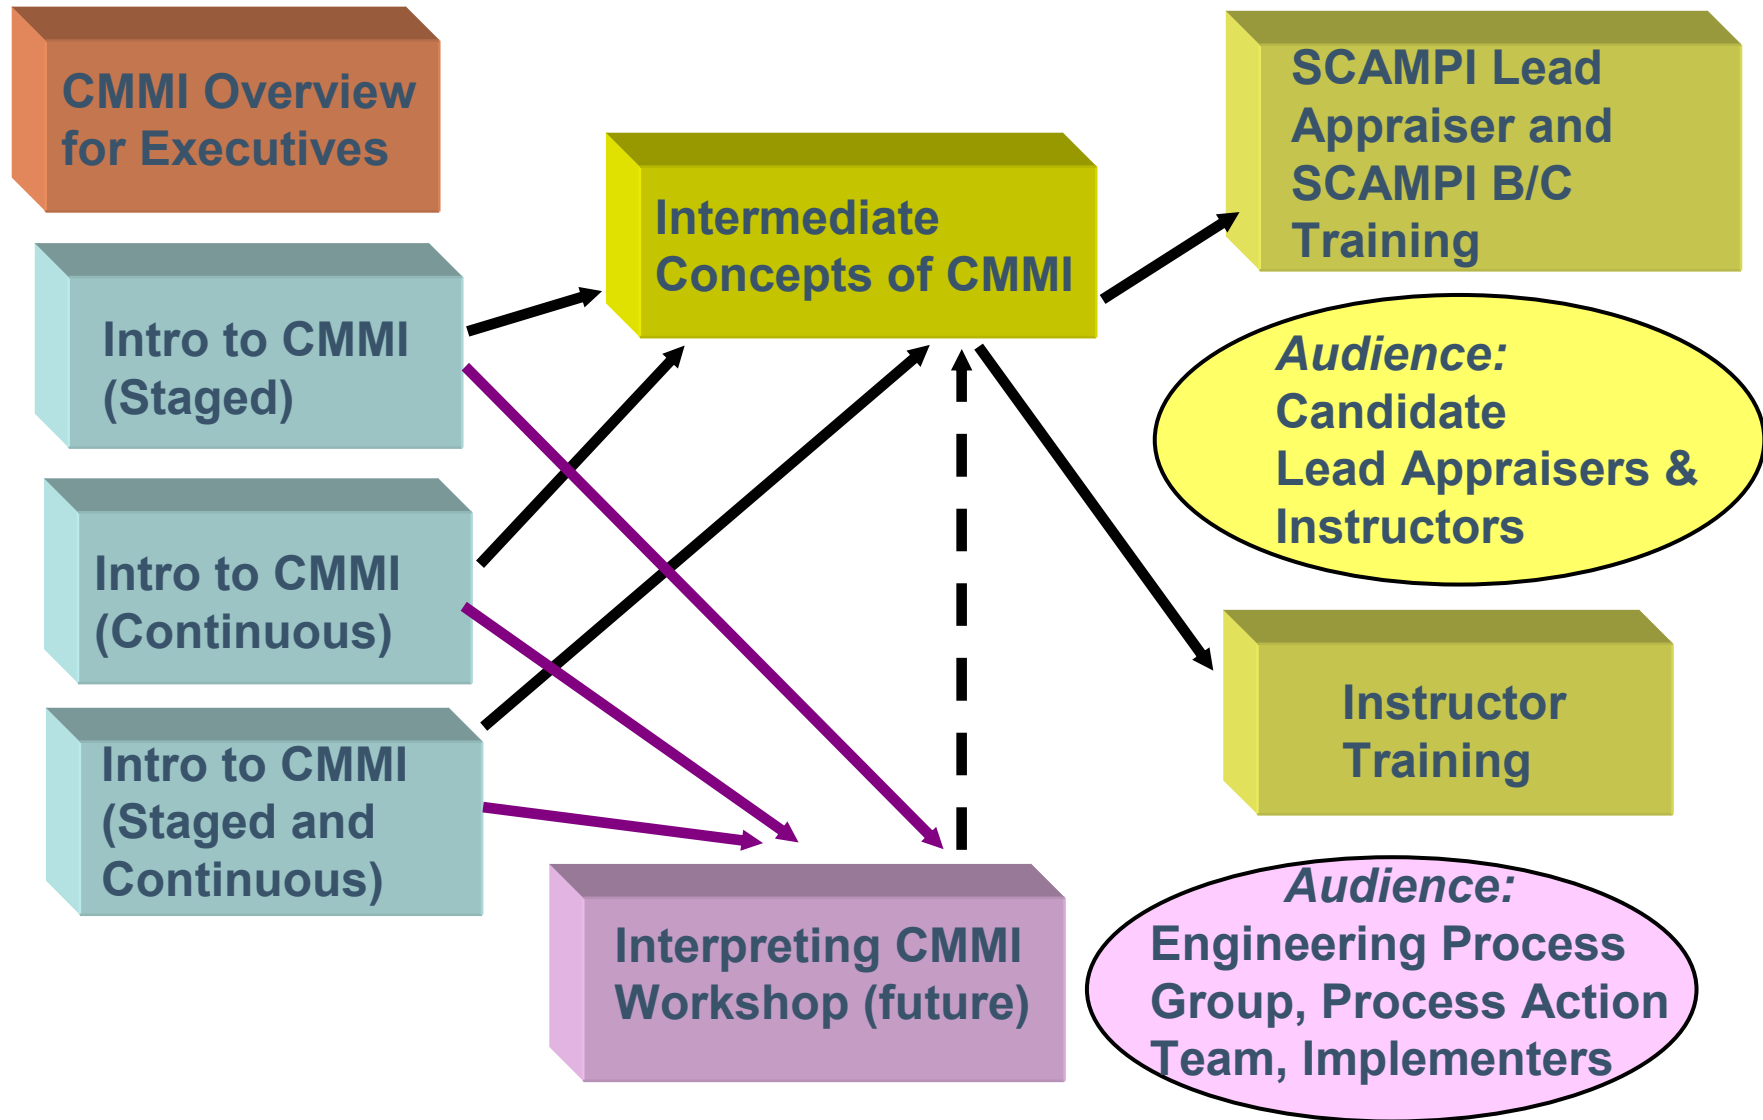 CMMI Overview
for Executives
Intro to CMMI
(Staged)
Intro to CMMI
(Continuous)
Intro to CMMI
(Staged and
Continuous)
Intermediate
Concepts of CMMI
Interpreting CMMI
Workshop (future)
SCAMPI Lead
Appraiser and
SCAMPI B/C
Training
Audience:
Candidate
Lead Appraisers &
Instructors
Instructor
Training
Audience:
Engineering Process
Group, Process Action
Team, Implementers